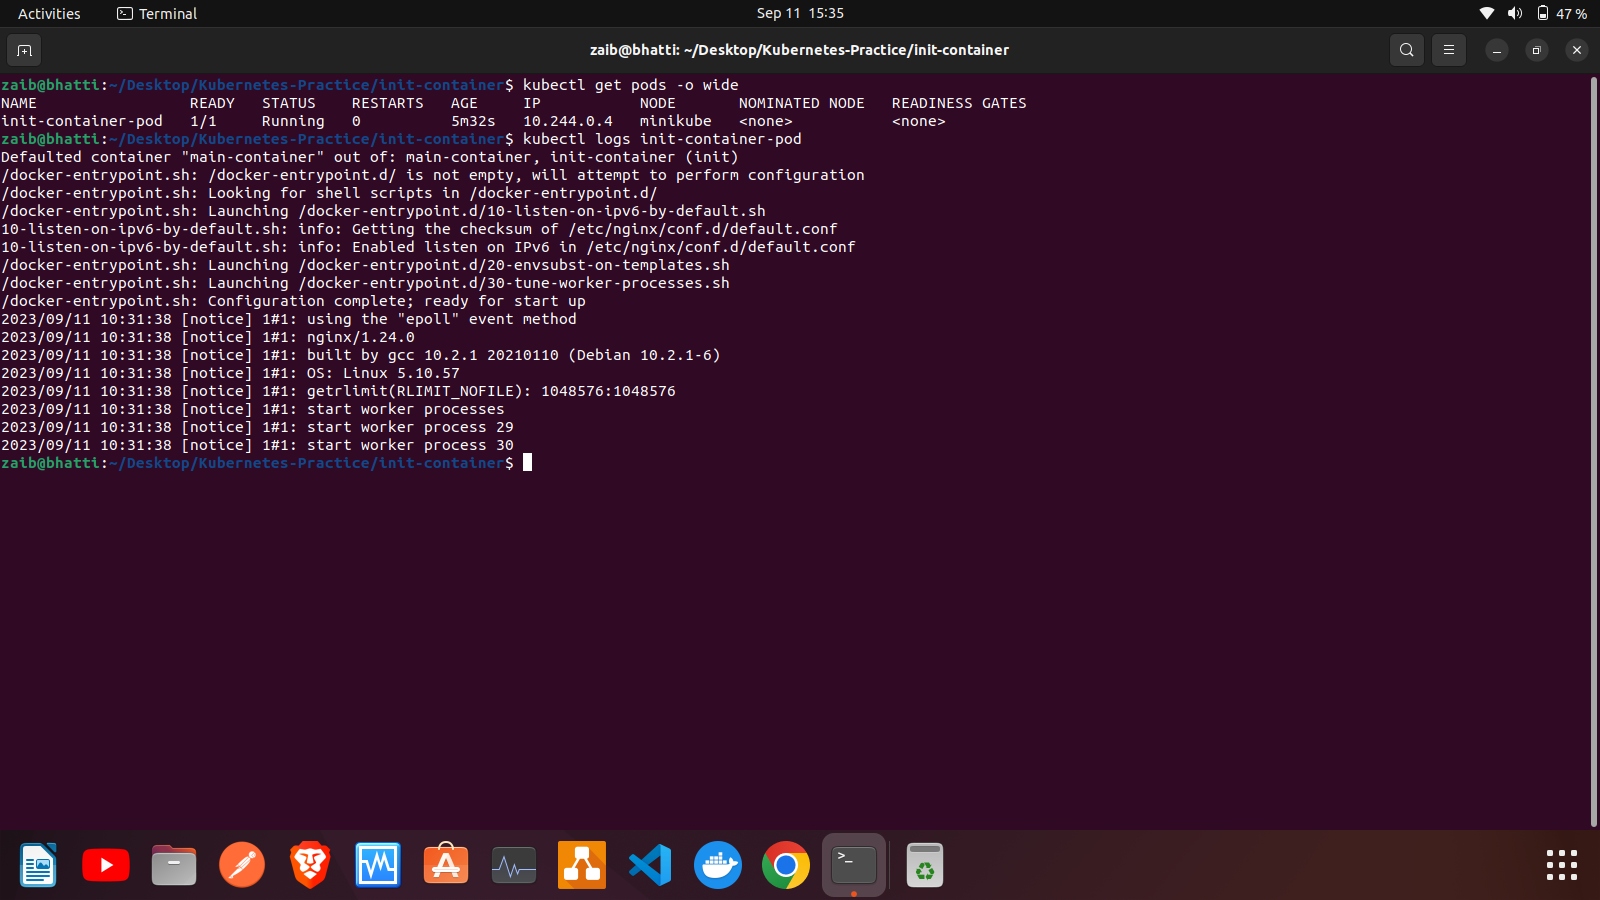 Activities Terminal Sep 11 15:35 47 %
zaib@bhatti: ~/Desktop/Kubernetes-Practice/init-container
zaib@bhatti:~/Desktop/Kubernetes-Practice/init-container$ kubectl get pods -o wide
NAME READY STATUS RESTARTS AGE IP NODE NOMINATED NODE READINESS GATES
init-container-pod 1/1 Running 0 5m32s 10.244.0.4 minikube <none> <none>
zaib@bhatti:~/Desktop/Kubernetes-Practice/init-container$ kubectl logs init-container-pod
Defaulted container "main-container" out of: main-container, init-container (init)
/docker-entrypoint.sh: /docker-entrypoint.d/ is not empty, will attempt to perform configuration
/docker-entrypoint.sh: Looking for shell scripts in /docker-entrypoint.d/
/docker-entrypoint.sh: Launching /docker-entrypoint.d/10-listen-on-ipv6-by-default.sh
10-listen-on-ipv6-by-default.sh: info: Getting the checksum of /etc/nginx/conf.d/default.conf
10-listen-on-ipv6-by-default.sh: info: Enabled listen on IPv6 in /etc/nginx/conf.d/default.conf
/docker-entrypoint.sh: Launching /docker-entrypoint.d/20-envsubst-on-templates.sh
/docker-entrypoint.sh: Launching /docker-entrypoint.d/30-tune-worker-processes.sh
/docker-entrypoint.sh: Configuration complete; ready for start up
2023/09/11 10:31:38 [notice] 1#1: using the "epoll" event method
2023/09/11 10:31:38 [notice] 1#1: nginx/1.24.0
2023/09/11 10:31:38 [notice] 1#1: built by gcc 10.2.1 20210110 (Debian 10.2.1-6)
2023/09/11 10:31:38 [notice] 1#1: OS: Linux 5.10.57
2023/09/11 10:31:38 [notice] 1#1: getrlimit(RLIMIT_NOFILE): 1048576:1048576
2023/09/11 10:31:38 [notice] 1#1: start worker processes
2023/09/11 10:31:38 [notice] 1#1: start worker process 29
2023/09/11 10:31:38 [notice] 1#1: start worker process 30
zaib@bhatti:~/Desktop/Kubernetes-Practice/init-container$